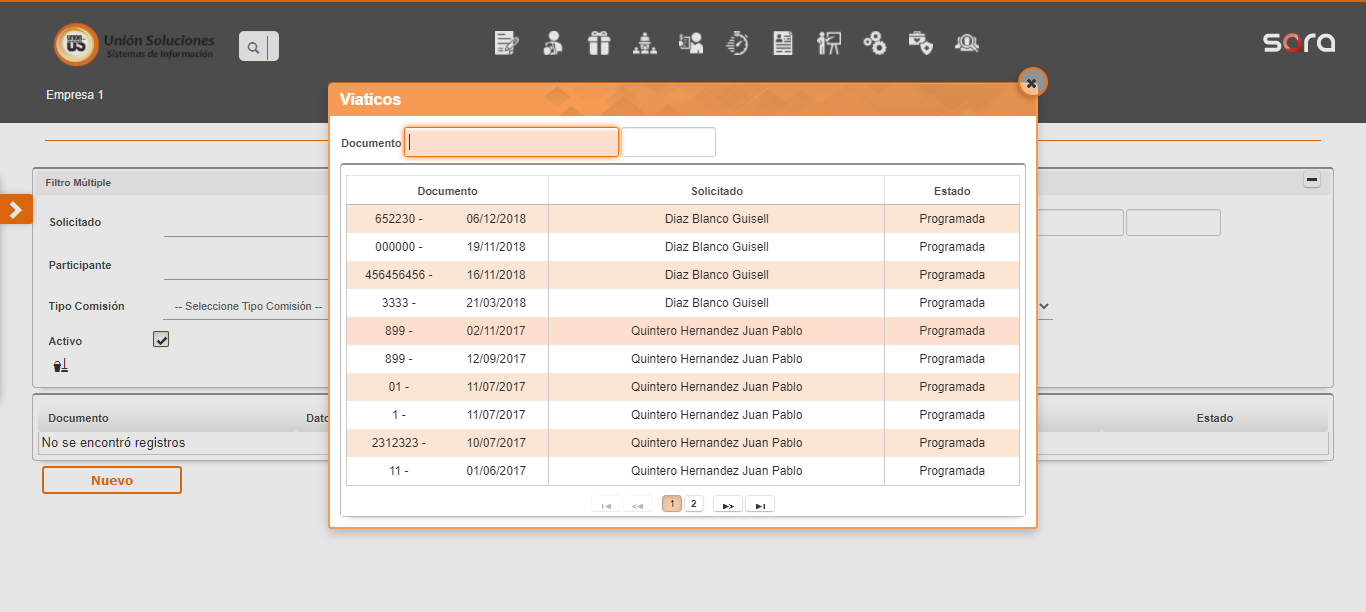 Unión Soluciones
Sistemas de Información
sara
Empresa 1
Viaticos
Documento
Documento Solicitado Estado
652230 - 06/12/2018 Diaz Blanco Guisell Programada
000000 - 19/11/2018 Diaz Blanco Guisell Programada
456456456 - 16/11/2018 Diaz Blanco Guisell Programada
3333 - 21/03/2018 Diaz Blanco Guisell Programada
899 - 02/11/2017 Quintero Hernandez Juan Pablo Programada
899 - 12/09/2017 Quintero Hernandez Juan Pablo Programada
01 - 11/07/2017 Quintero Hernandez Juan Pablo Programada
1 - 11/07/2017 Quintero Hernandez Juan Pablo Programada
2312323 - 10/07/2017 Quintero Hernandez Juan Pablo Programada
11 - 01/06/2017 Quintero Hernandez Juan Pablo Programada
1 2
Filtro Múltiple
Solicitado
Participante
Tipo Comisión -- Seleccione Tipo Comisión --
Activo
Documento Dato Estado
No se encontró registros
Nuevo